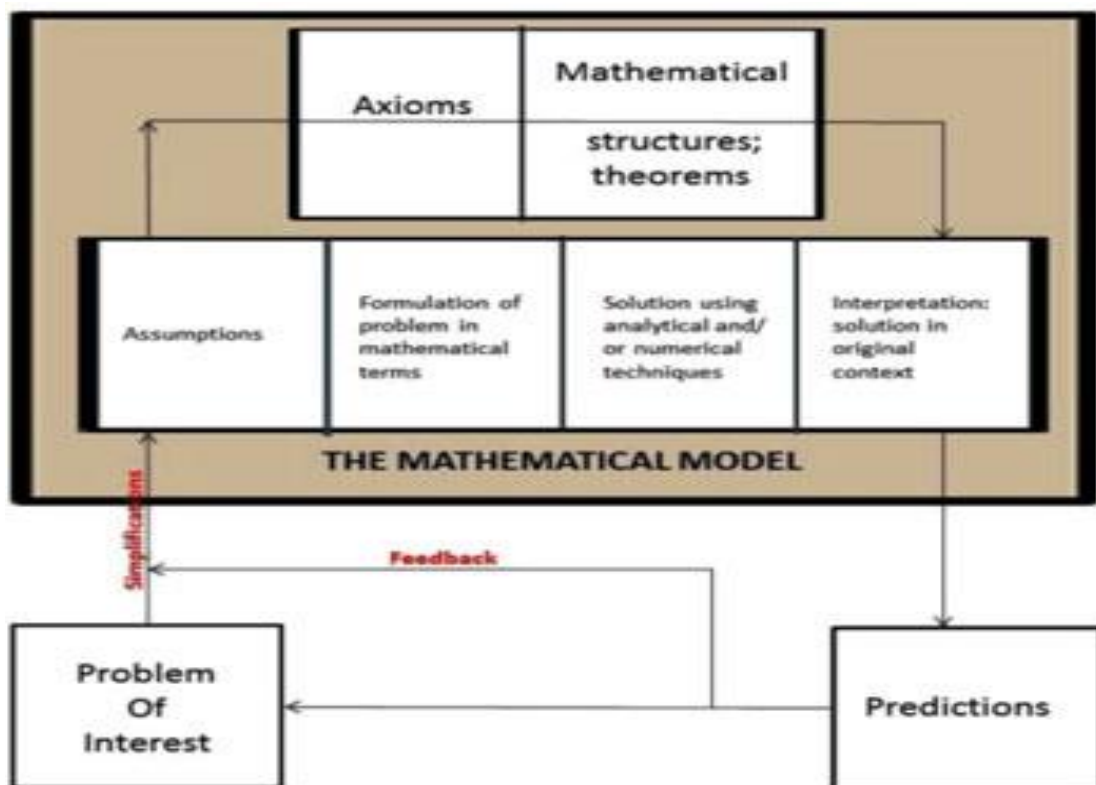 Axioms
Mathematical
structures;
theorems
Assumptions
Formulation of
problem in
mathematical
terms
Solution using
analytical and/
or numerical
techniques
Interpretation:
solution in
original
context
THE MATHEMATICAL MODEL
Simplifications
Feedback
Problem
Of
Interest
Predictions